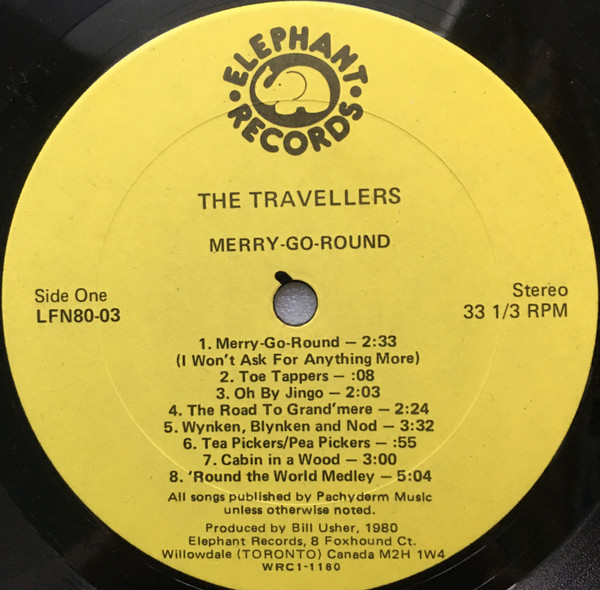 • ELEPHANT •
RECORDS
THE TRAVELLERS
MERRY-GO-ROUND
Side One
LFN80-03
Stereo
33 1/3 RPM
1. Merry-Go-Round — 2:33
(I Won't Ask For Anything More)
2. Toe Tappers — :08
3. Oh By Jingo — 2:03
4. The Road To Grand'mere — 2:24
5. Wynken, Blynken and Nod — 3:32
6. Tea Pickers/Pea Pickers — :55
7. Cabin in a Wood — 3:00
8. 'Round the World Medley — 5:04
All songs published by Pachyderm Music
unless otherwise noted.
Produced by Bill Usher, 1980
Elephant Records, 8 Foxhound Ct.
Willowdale (TORONTO) Canada M2H 1W4
WRC1-1180